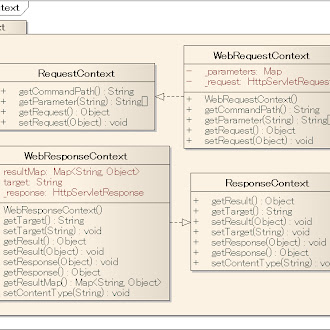 text
xt
RequestContext
+ getCommandPath() : String
+ getParameter(String) : String[]
+ getRequest() : Object
+ setRequest(Object) : void
WebRequestContext
- _parameters: Map
- _request: HttpServletRequest
+ WebRequestContext()
+ getCommandPath() : String
+ getParameter(String) : String[]
+ getRequest() : Object
+ setRequest(Object) : void
WebResponseContext
resultMap: Map<String, Object>
target: String
_response: HttpServletResponse
WebResponseContext()
getTarget() : String
setTarget(String) : void
getResult() : Object
setResult(Object) : void
getResponse() : Object
setResponse(Object) : void
getResultMap() : Map<String, Object>
setContentType(String) : void
ResponseContext
+ getResult() : Object
+ getTarget() : String
+ setResult(Object) : void
+ setTarget(String) : void
+ setResponse(Object) : void
+ getResponse() : Object
+ setContentType(String) : void